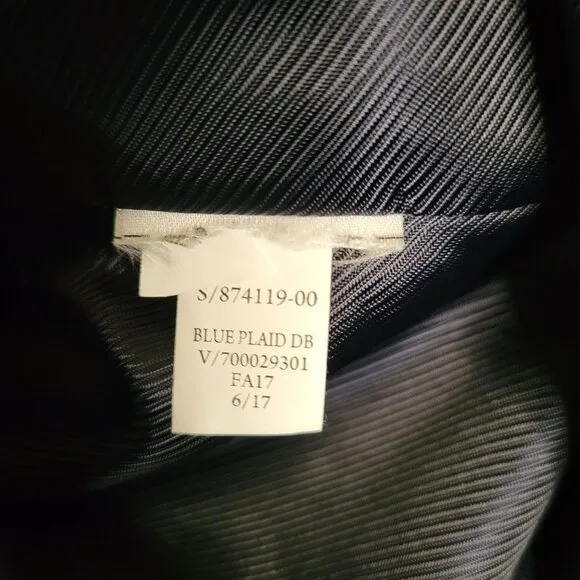 S/874119-00
BLUE PLAID DB
V/700029301
FA17
6/17